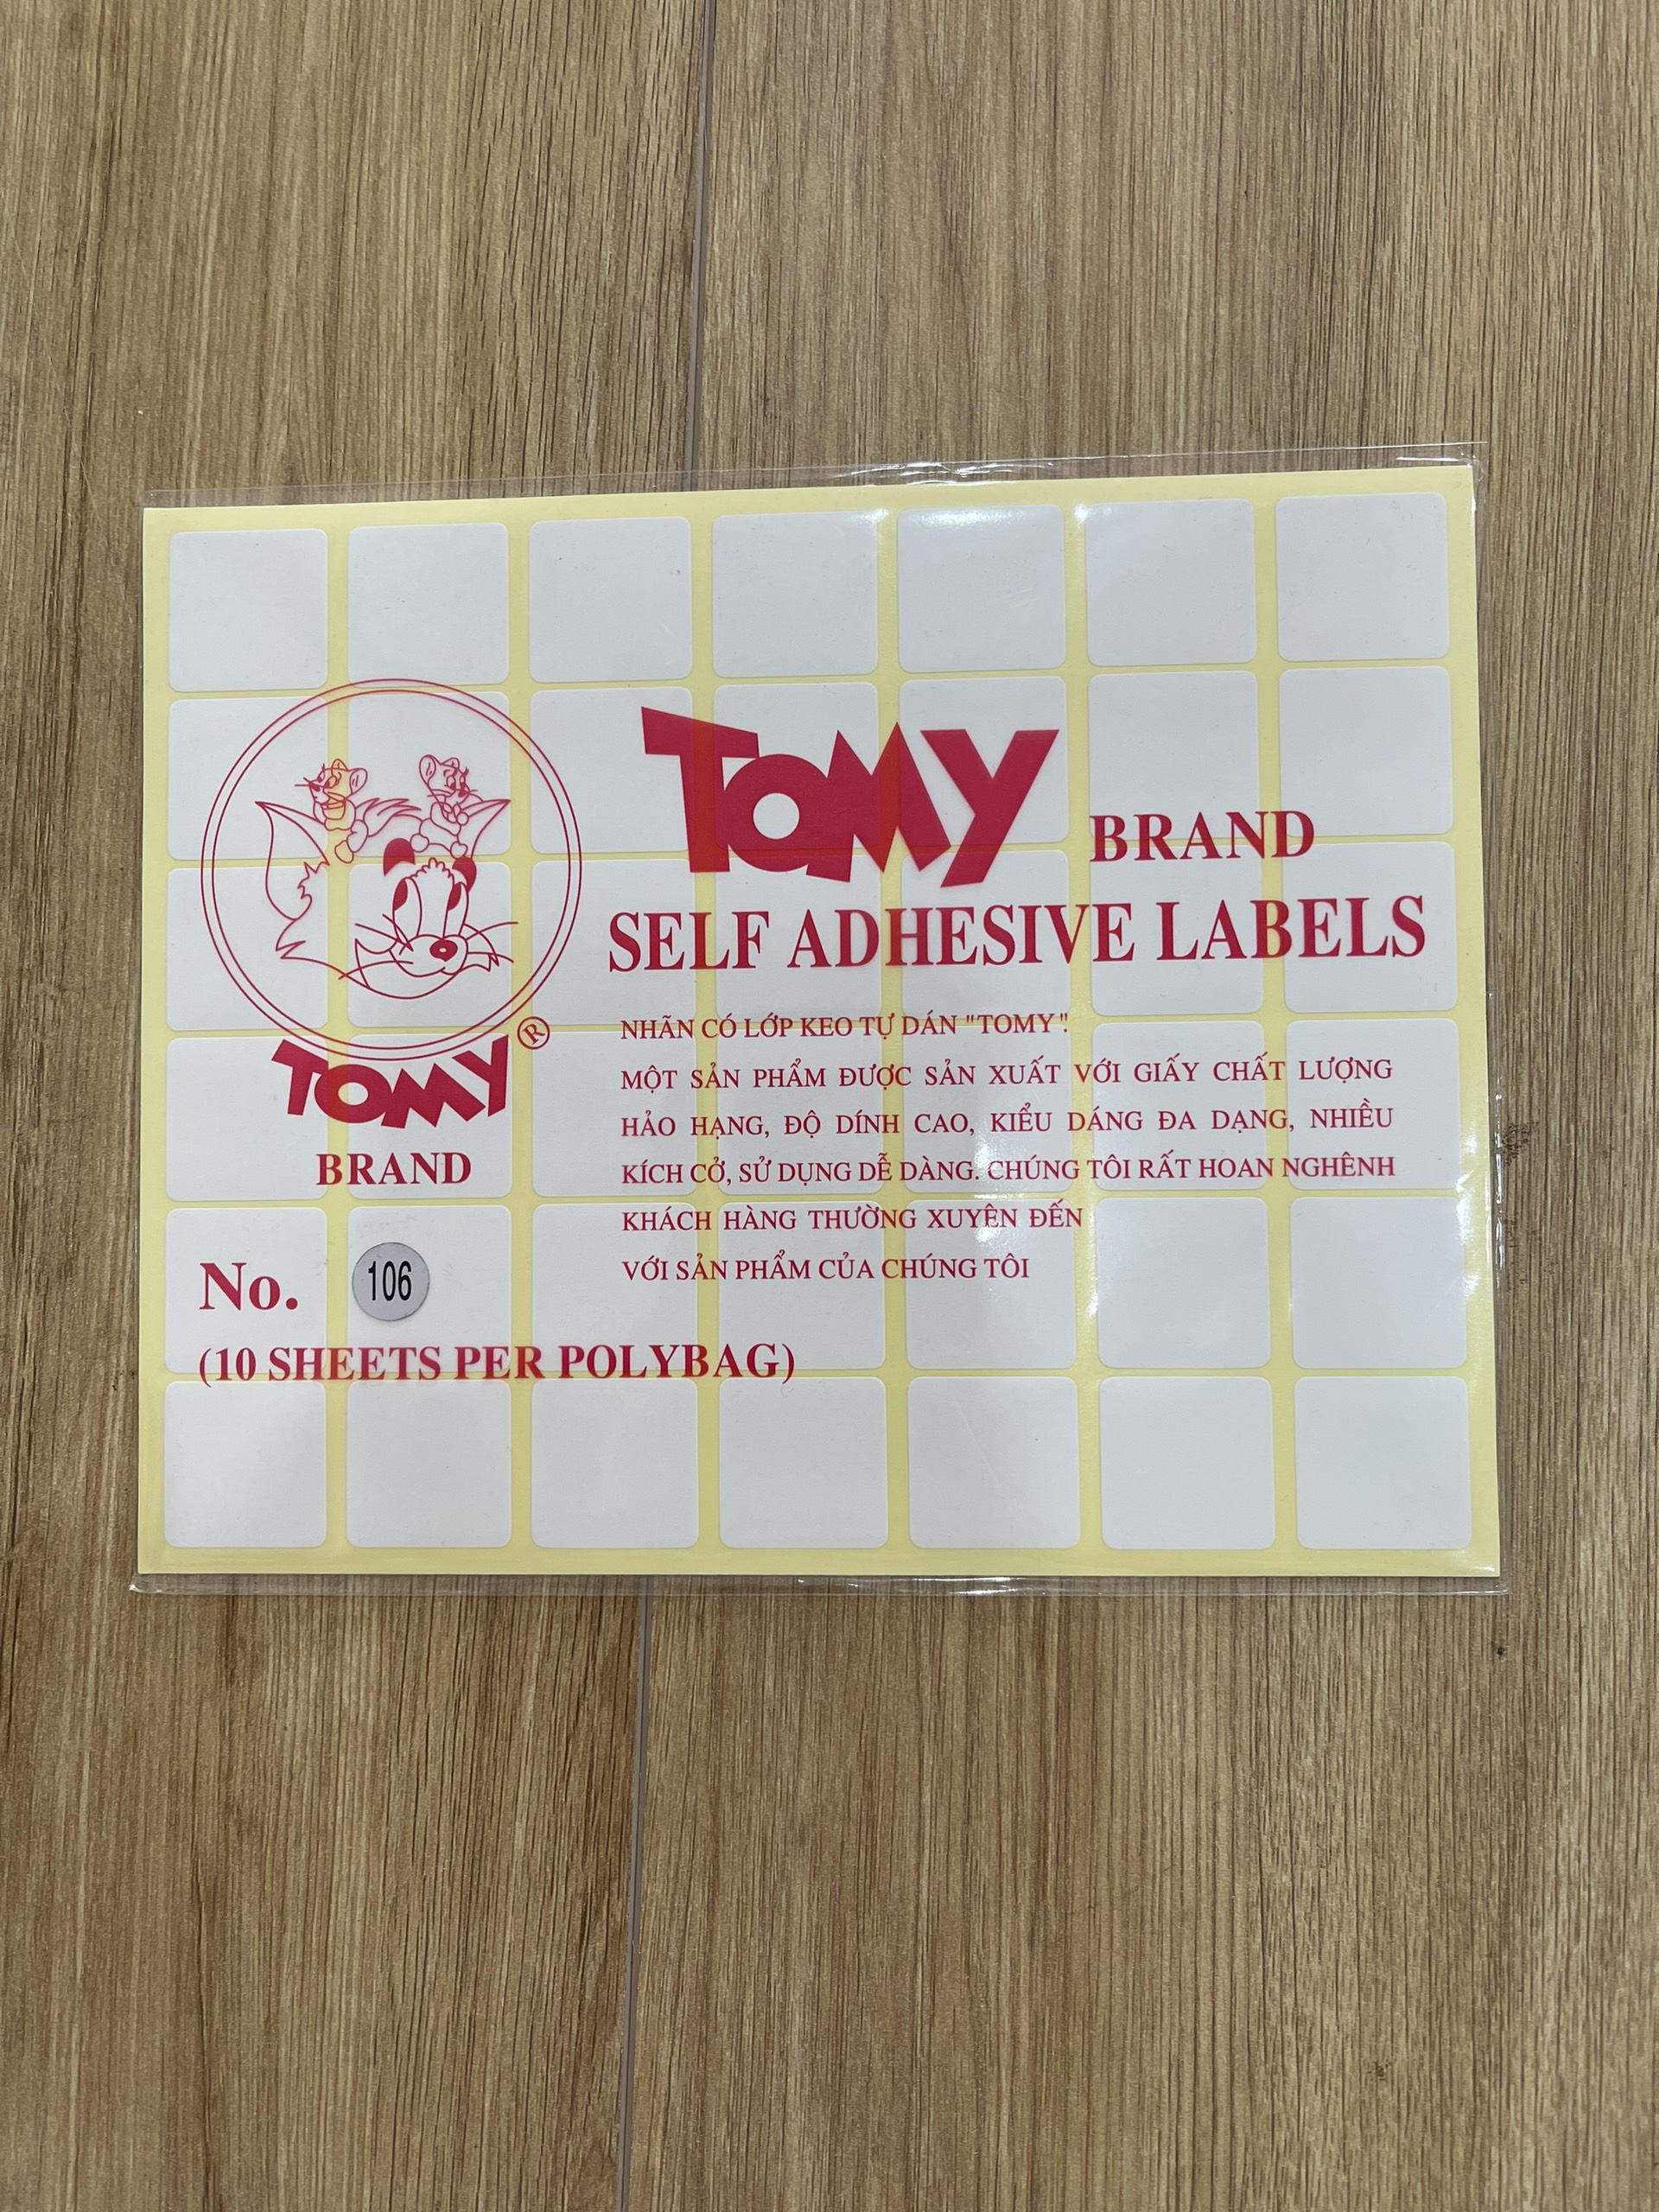 TOMY BRAND
SELF ADHESIVE LABELS
NHÃN CÓ LỚP KEO TỰ DÁN "TOMY".
MỘT SẢN PHẨM ĐƯỢC SẢN XUẤT VỚI GIẤY CHẤT LƯỢNG
HẢO HẠNG, ĐỘ DÍNH CAO, KIỂU DÁNG ĐA DẠNG, NHIỀU
KÍCH CỞ, SỬ DỤNG DỄ DÀNG. CHÚNG TÔI RẤT HOAN NGHÊNH
KHÁCH HÀNG THƯỜNG XUYÊN ĐẾN
VỚI SẢN PHẨM CỦA CHÚNG TÔI
TOMY ®
BRAND
No. 106
(10 SHEETS PER POLYBAG)